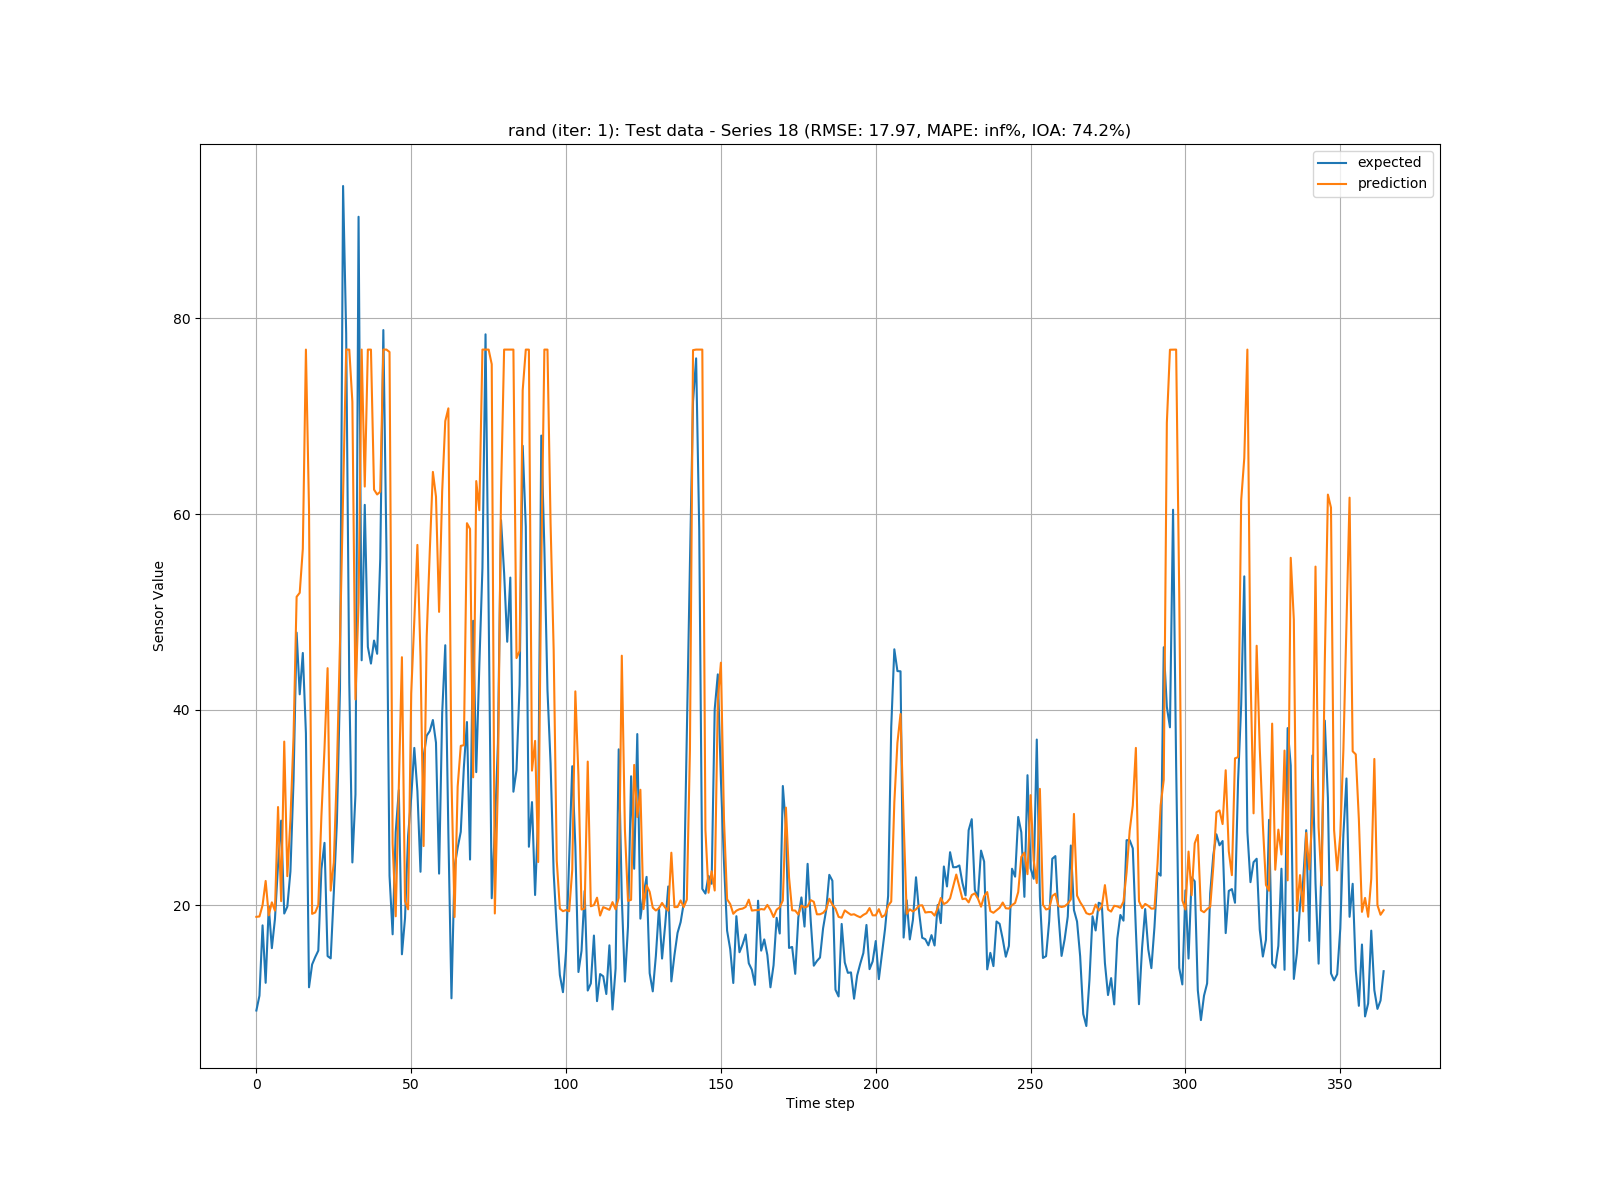 rand (iter: 1): Test data - Series 18 (RMSE: 17.97, MAPE: inf%, IOA: 74.2%)
expected
prediction
80
60
40
20
Sensor Value
0 50 100 150 200 250 300 350
Time step